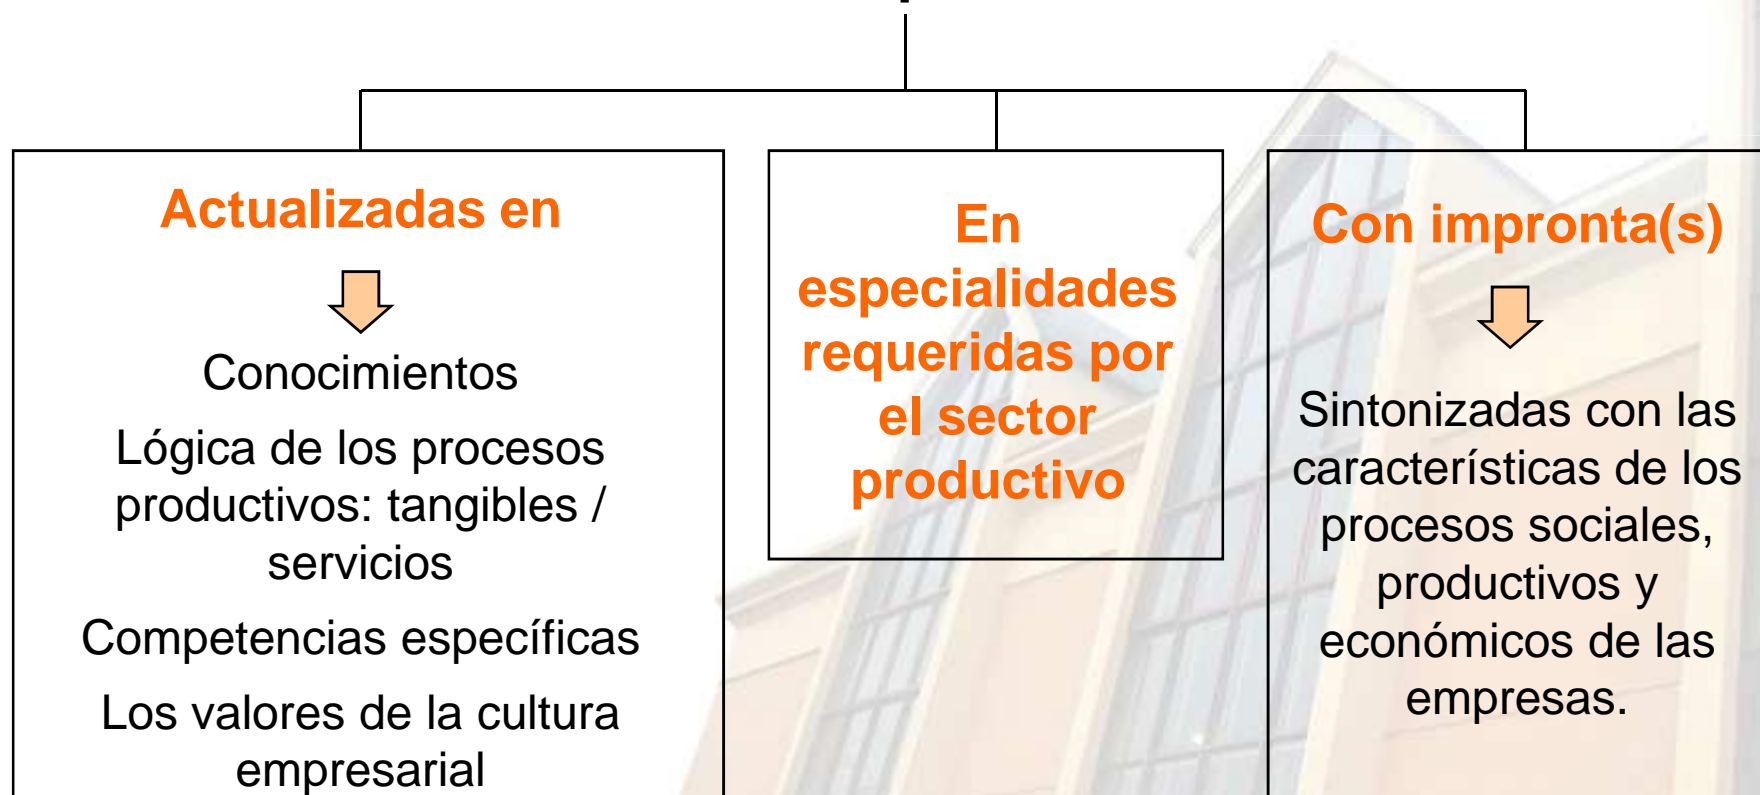 Actualizadas en
Conocimientos
Lógica de los procesos
productivos: tangibles /
servicios
Competencias específicas
Los valores de la cultura
empresarial
En
especialidades
requeridas por
el sector
productivo
Con impronta(s)
Sintonizadas con las
características de los
procesos sociales,
productivos y
económicos de las
empresas.